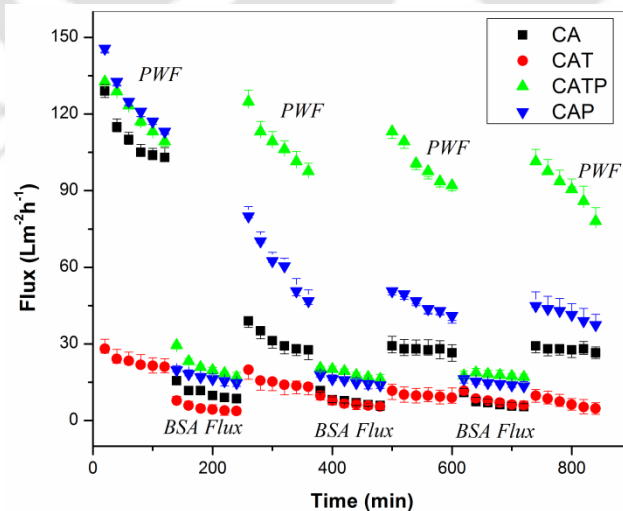 150
120
90
60
30
0
Flux (Lm⁻²h⁻¹)
PWF
PWF
PWF
PWF
CA
CAT
CATP
CAP
BSA Flux
BSA Flux
BSA Flux
0
200
400
600
800
Time (min)